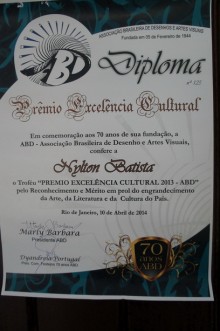 ASSOCIAÇÃO BRASILEIRA DE DESENHO E ARTES VISUAIS
Fundada em 05 de Fevereiro de 1944
ABD
Diploma
Prêmio Excelência Cultural
Em comemoração aos 70 anos de sua fundação, a
ABD - Associação Brasileira de Desenho e Artes Visuais,
confere a
Nylton Batista
o Troféu "PREMIO EXCELÊNCIA CULTURAL 2013 - ABD"
pelo Reconhecimento e Mérito em prol do engrandecimento
da Arte, da Literatura e da Cultura do País.
Rio de Janeiro, 10 de Abril de 2014
Marly Barbara
Presidente ABD
Dyandreia Portugal
70
ANOS
ABD